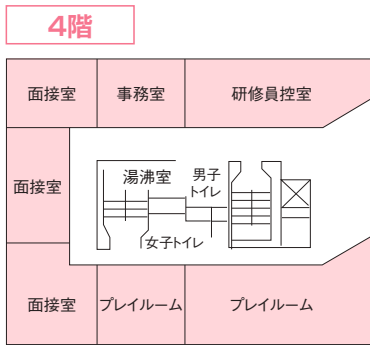 4階
面接室
事務室
研修員控室
面接室
湯沸室
男子
トイレ
女子トイレ
面接室
プレイルーム
プレイルーム